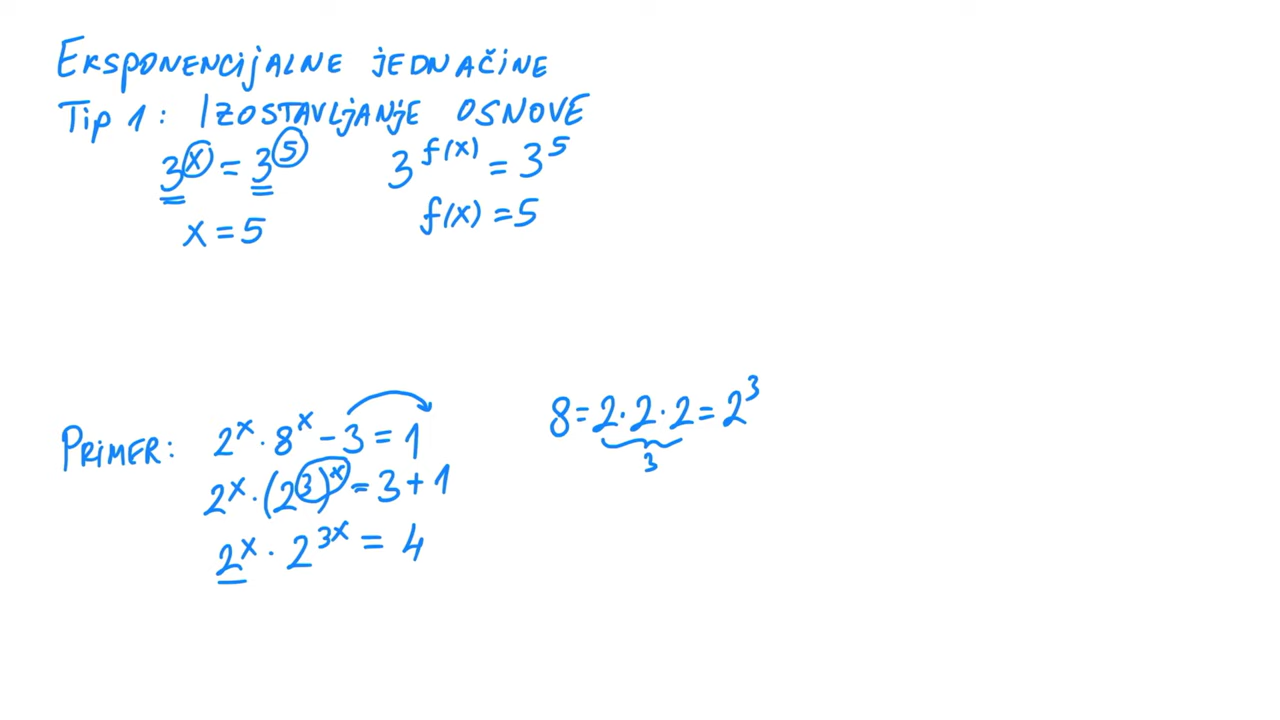 EKSPONENCIJALNE JEDNAČINE
TIP 1: IZOSTAVLJANJE OSNOVE
3^x = 3^5
x = 5
3^f(x) = 3^5
f(x) = 5
PRIMER: 2^x · 8^x - 3 = 1
2^x · (2^3)^x = 3 + 1
2^x · 2^3x = 4
8 = 2 · 2 · 2 = 2^3
3